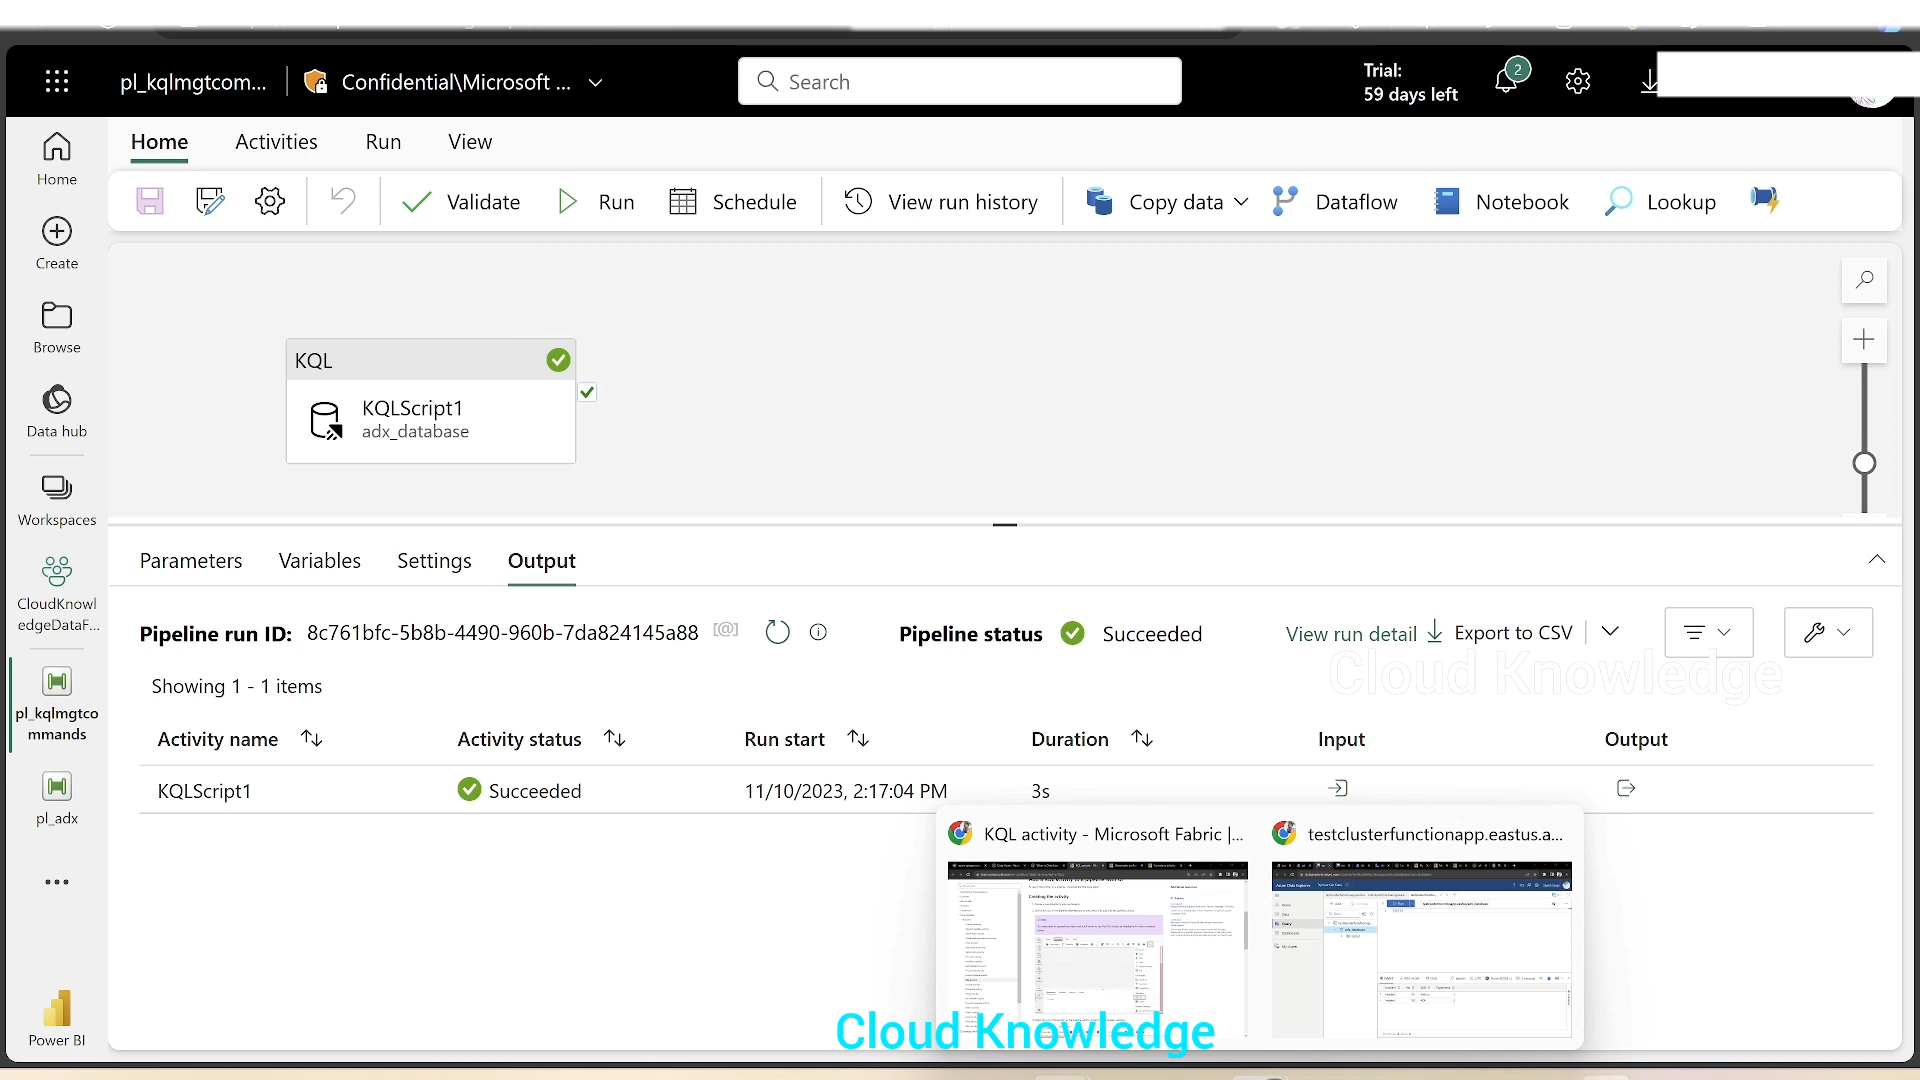 pl_kqlmgtcom...
Confidential\Microsoft ...
Search
Trial:
59 days left
2
Home
Activities
Run
View
Validate
Run
Schedule
View run history
Copy data
Dataflow
Notebook
Lookup
Home
Create
Browse
Data hub
Workspaces
CloudKnowl
edgeDataF...
pl_kqlmgtco
mmands
pl_adx
Power BI
KQL
KQLScript1
adx_database
Parameters
Variables
Settings
Output
Pipeline run ID: 8c761bfc-5b8b-4490-960b-7da824145a88
[@]
Pipeline status
Succeeded
View run detail
Export to CSV
Cloud Knowledge
Showing 1 - 1 items
Activity name
Activity status
Run start
Duration
Input
Output
KQLScript1
Succeeded
11/10/2023, 2:17:04 PM
3s
KQL activity - Microsoft Fabric |...
testclusterfunctionapp.eastus.a...
Creating the activity
Cloud Knowledge